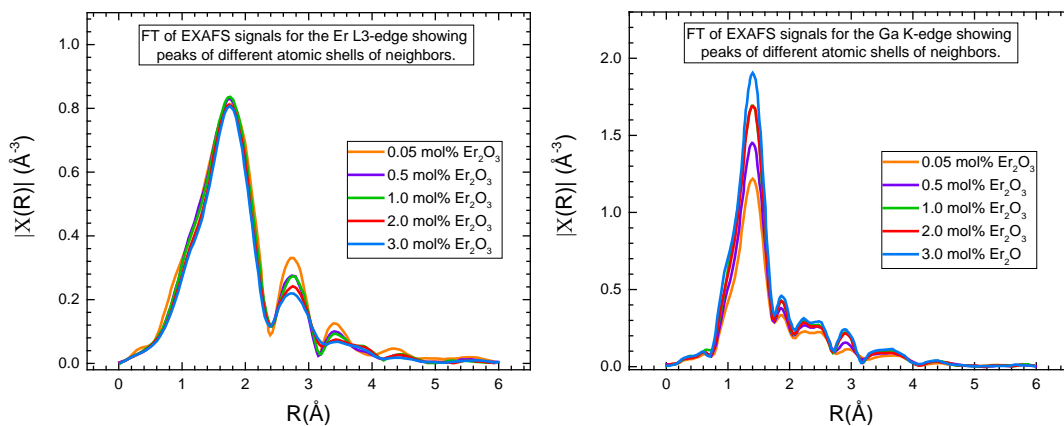 FT of EXAFS signals for the Er L3-edge showing
peaks of different atomic shells of neighbors.
1.0
0.8
0.6
0.4
0.2
0.0
|X(R)| (Å⁻³)
0.05 mol% Er₂O₃
0.5 mol% Er₂O₃
1.0 mol% Er₂O₃
2.0 mol% Er₂O₃
3.0 mol% Er₂O₃
0 1 2 3 4 5 6
R(Å)
FT of EXAFS signals for the Ga K-edge showing
peaks of different atomic shells of neighbors.
2.0
1.5
1.0
0.5
0.0
|X(R)| (Å⁻³)
0.05 mol% Er₂O₃
0.5 mol% Er₂O₃
1.0 mol% Er₂O₃
2.0 mol% Er₂O₃
3.0 mol% Er₂O
0 1 2 3 4 5 6
R(Å)